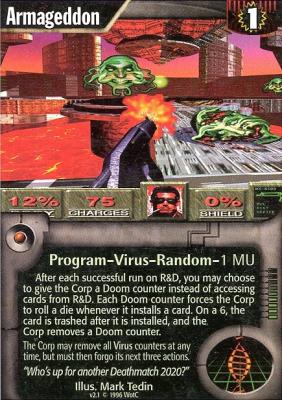 Armageddon
1
12% 75 0%
CHARGES SHIELD
Program–Virus–Random–1 MU
After each successful run on R&D, you may choose
to give the Corp a Doom counter instead of accessing
cards from R&D. Each Doom counter forces the Corp
to roll a die whenever it installs a card. On a 6, the
card is trashed after it is installed, and the
Corp removes a Doom counter.
The Corp may remove all Virus counters at any
time, but must then forgo its next three actions.
"Who's up for another Deathmatch 2020?"
Illus. Mark Tedin
v2.1 © 1996 WotC